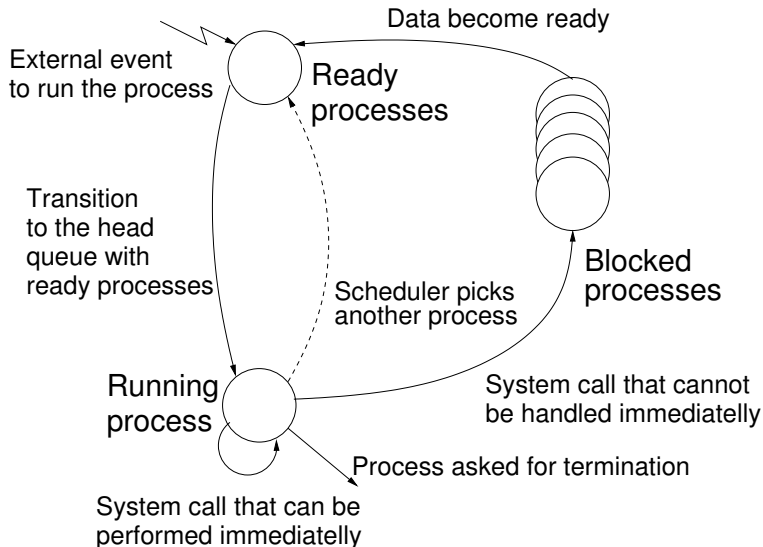 Data become ready
External event
to run the process
Ready
processes
Transition
to the head
queue with
ready processes
Blocked
processes
Scheduler picks
another process
Running
process
System call that cannot
be handled immediatelly
Process asked for termination
System call that can be
performed immediatelly